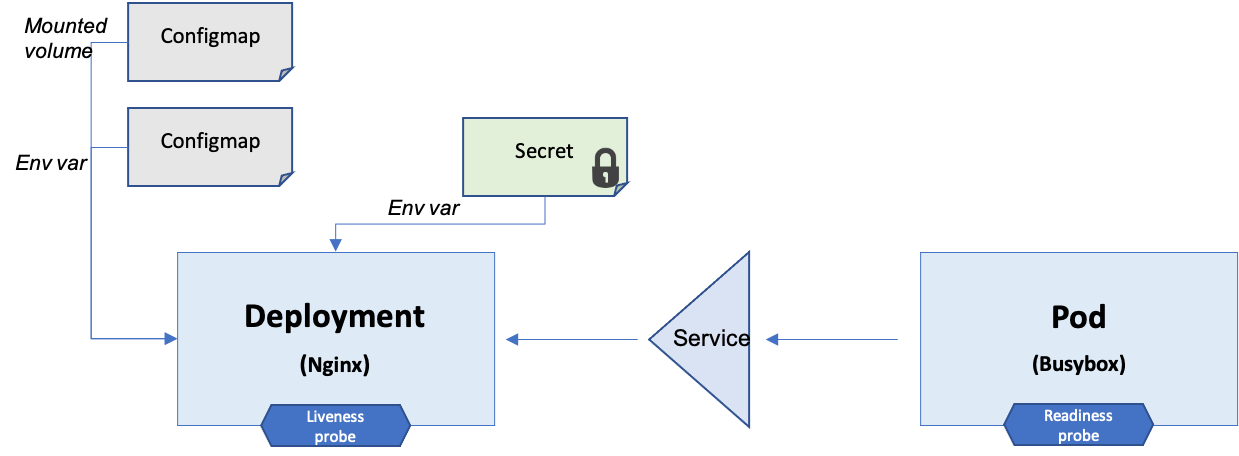 Mounted
volume
Configmap
Configmap
Env var
Secret
Env var
Deployment
(Nginx)
Liveness
probe
Service
Pod
(Busybox)
Readiness
probe